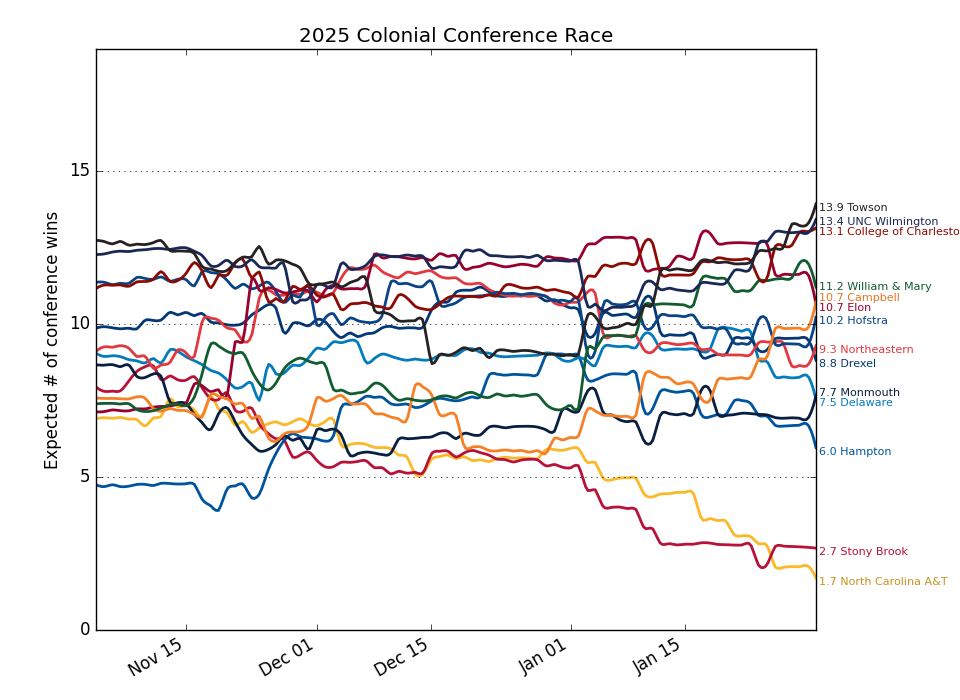 2025 Colonial Conference Race
Expected # of conference wins
15
10
5
0
Nov 15
Dec 01
Dec 15
Jan 01
Jan 15
13.9 Towson
13.4 UNC Wilmington
13.1 College of Charlesto
11.2 William & Mary
10.7 Campbell
10.7 Elon
10.2 Hofstra
9.3 Northeastern
8.8 Drexel
7.7 Monmouth
7.5 Delaware
6.0 Hampton
2.7 Stony Brook
1.7 North Carolina A&T